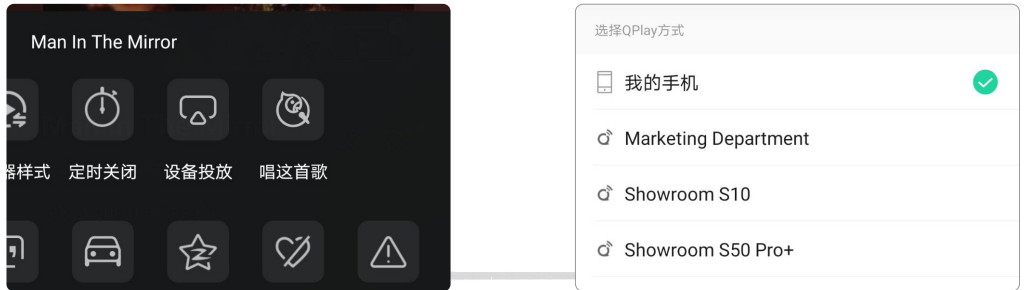 Man In The Mirror
器样式 定时关闭 设备投放 唱这首歌
选择QPlay方式
我的手机
Marketing Department
Showroom S10
Showroom S50 Pro+